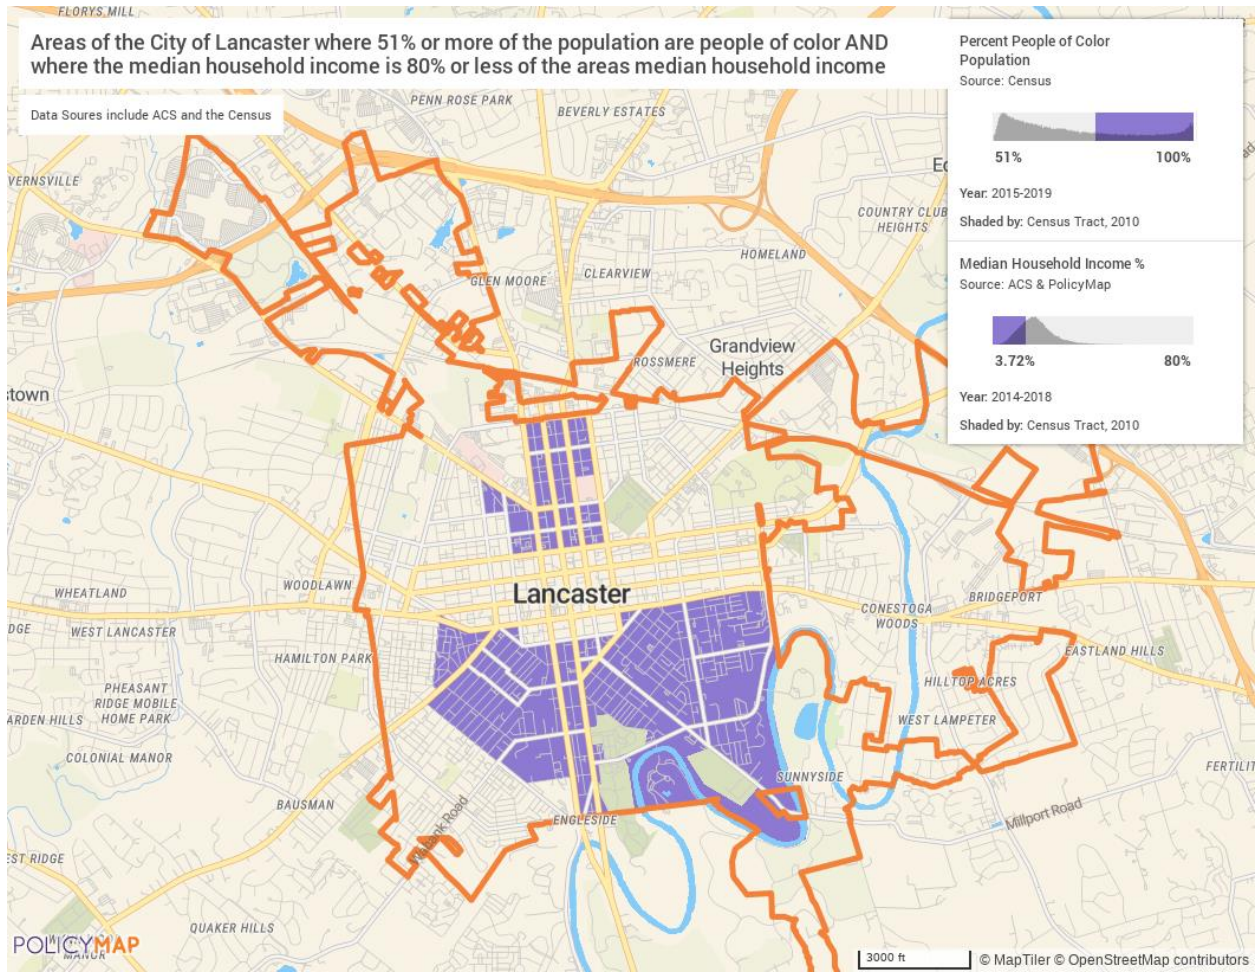 FLORYS MILL
Areas of the City of Lancaster where 51% or more of the population are people of color AND
where the median household income is 80% or less of the areas median household income
Data Soures include ACS and the Census
Percent People of Color
Population
Source: Census
51% 100%
Year: 2015-2019
Shaded by: Census Tract, 2010
Median Household Income %
Source: ACS & PolicyMap
3.72% 80%
Year: 2014-2018
Shaded by: Census Tract, 2010
PENN ROSE PARK
BEVERLY ESTATES
VERNSVILLE
COUNTRY CLUB
HEIGHTS
HOMELAND
GLEN MOORE
CLEARVIEW
Grandview
Heights
ROSSMERE
stown
Lancaster
WOODLAWN
WHEATLAND
BRIDGEPORT
CONESTOGA
WOODS
DGE
WEST LANCASTER
HAMILTON PARK
EASTLAND HILLS
HILLTOP ACRES
PHEASANT
RIDGE MOBILE
HOME PARK
ARDEN HILLS
WEST LAMPETER
COLONIAL MANOR
FERTILIT
SUNNYSIDE
BAUSMAN
ENGLESIDE
Millport Road
Wabank Road
EST RIDGE
QUAKER HILLS
MANOR
POLICYMAP
3000 ft
© MapTiler © OpenStreetMap contributors